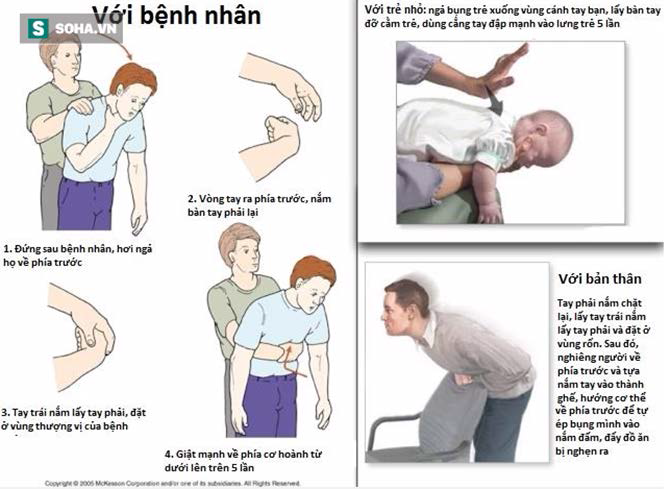 Với bệnh nhân
S SOHA.VN
1. Đứng sau bệnh nhân, hơi ngả
họ về phía trước
2. Vòng tay ra phía trước, nắm
bàn tay phải lại
3. Tay trái nắm lấy tay phải, đặt
ở vùng thượng vị của bệnh
4. Giật mạnh về phía cơ hoành từ
dưới lên trên 5 lần
Copyright © 2005 McKesson Corporation and/or one of its subsidiaries. All Rights Reserved.
Với trẻ nhỏ: ngả bụng trẻ xuống vùng cánh tay bạn, lấy bàn tay
đỡ cằm trẻ, dùng cẳng tay đập mạnh vào lưng trẻ 5 lần
Với bản thân
Tay phải nắm chặt
lại, lấy tay trái nắm
lấy tay phải và đặt ở
vùng rốn. Sau đó,
nghiêng người về
phía trước và tựa
nắm tay vào thành
ghế, hướng cơ thể
về phía trước để tự
ép bụng mình vào
nắm đấm, đẩy đồ ăn
bị nghẹn ra